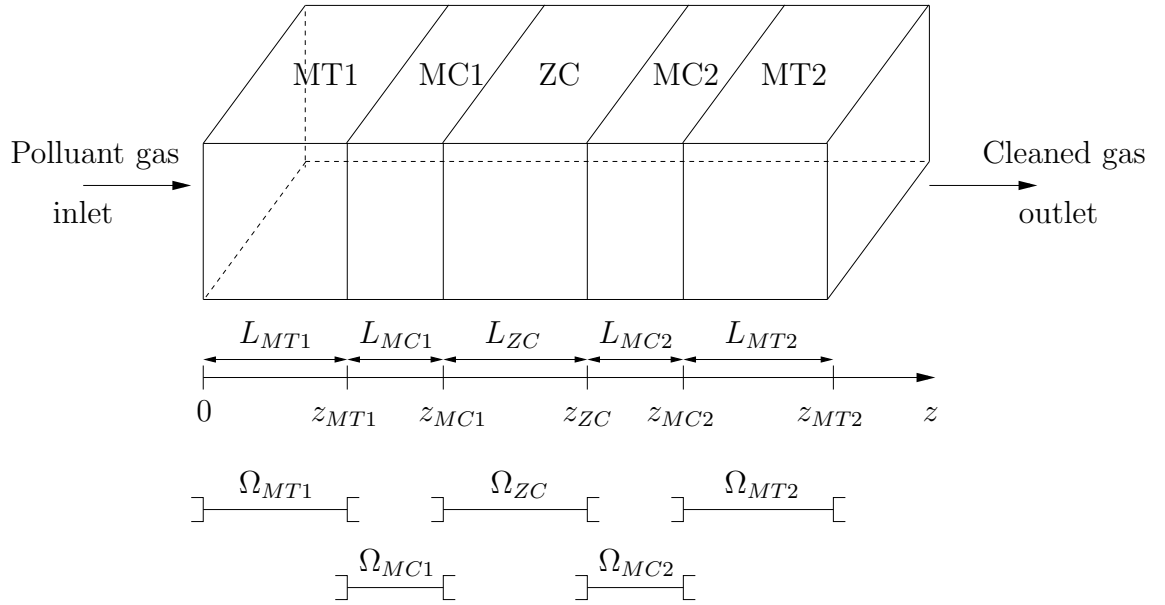 MT1 MC1 ZC MC2 MT2
Polluant gas
inlet
Cleaned gas
outlet
L_{MT1} L_{MC1} L_{ZC} L_{MC2} L_{MT2}
0 z_{MT1} z_{MC1} z_{ZC} z_{MC2} z_{MT2} z
Ω_{MT1} Ω_{ZC} Ω_{MT2}
Ω_{MC1} Ω_{MC2}